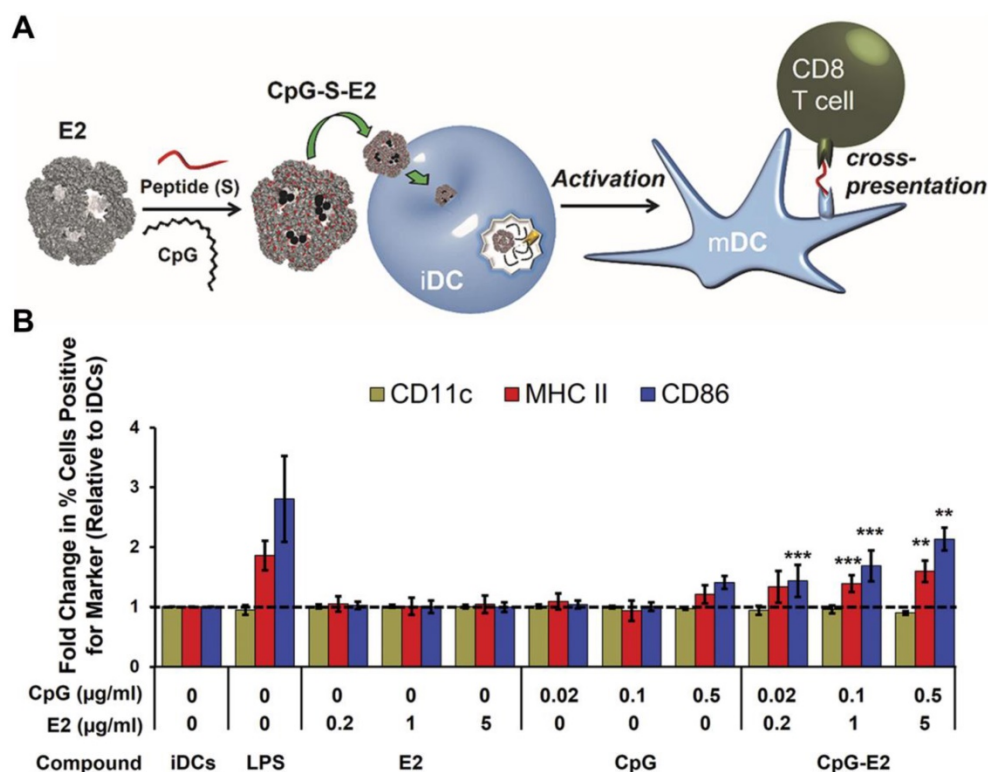 A
CpG-S-E2
E2
Peptide (S)
CpG
iDC
Activation
mDC
CD8
T cell
cross-
presentation
B
Fold Change in % Cells Positive
for Marker (Relative to iDCs)
CD11c MHC II CD86
4
3
2
1
0
*** *** *** ** **
CpG (µg/ml) 0 0 0 0 0 0.02 0.1 0.5 0.02 0.1 0.5
E2 (µg/ml) 0 0 0.2 1 5 0 0 0 0.2 1 5
Compound iDCs LPS E2 CpG CpG-E2